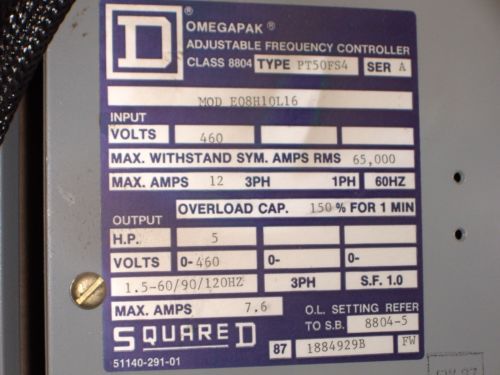 D
OMEGAPAK ®
ADJUSTABLE FREQUENCY CONTROLLER
CLASS 8804 TYPE PT50FS4 SER A
MOD E08H10L16
INPUT
VOLTS 460
MAX. WITHSTAND SYM. AMPS RMS 65,000
MAX. AMPS 12 3PH 1PH 60HZ
OVERLOAD CAP. 150 % FOR 1 MIN
OUTPUT
H.P. 5
VOLTS 0-460 0- 0-
1.5-60/90/120HZ 3PH S.F. 1.0
MAX. AMPS 7.6
O.L. SETTING REFER
TO S.B. 8804-5
SQUARE D
87 1884929B FW
51140-291-01